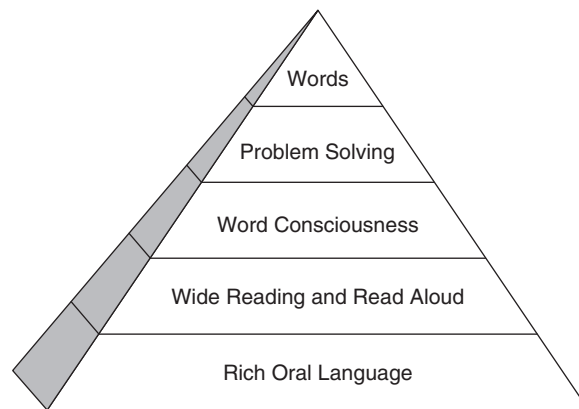 Words
Problem Solving
Word Consciousness
Wide Reading and Read Aloud
Rich Oral Language